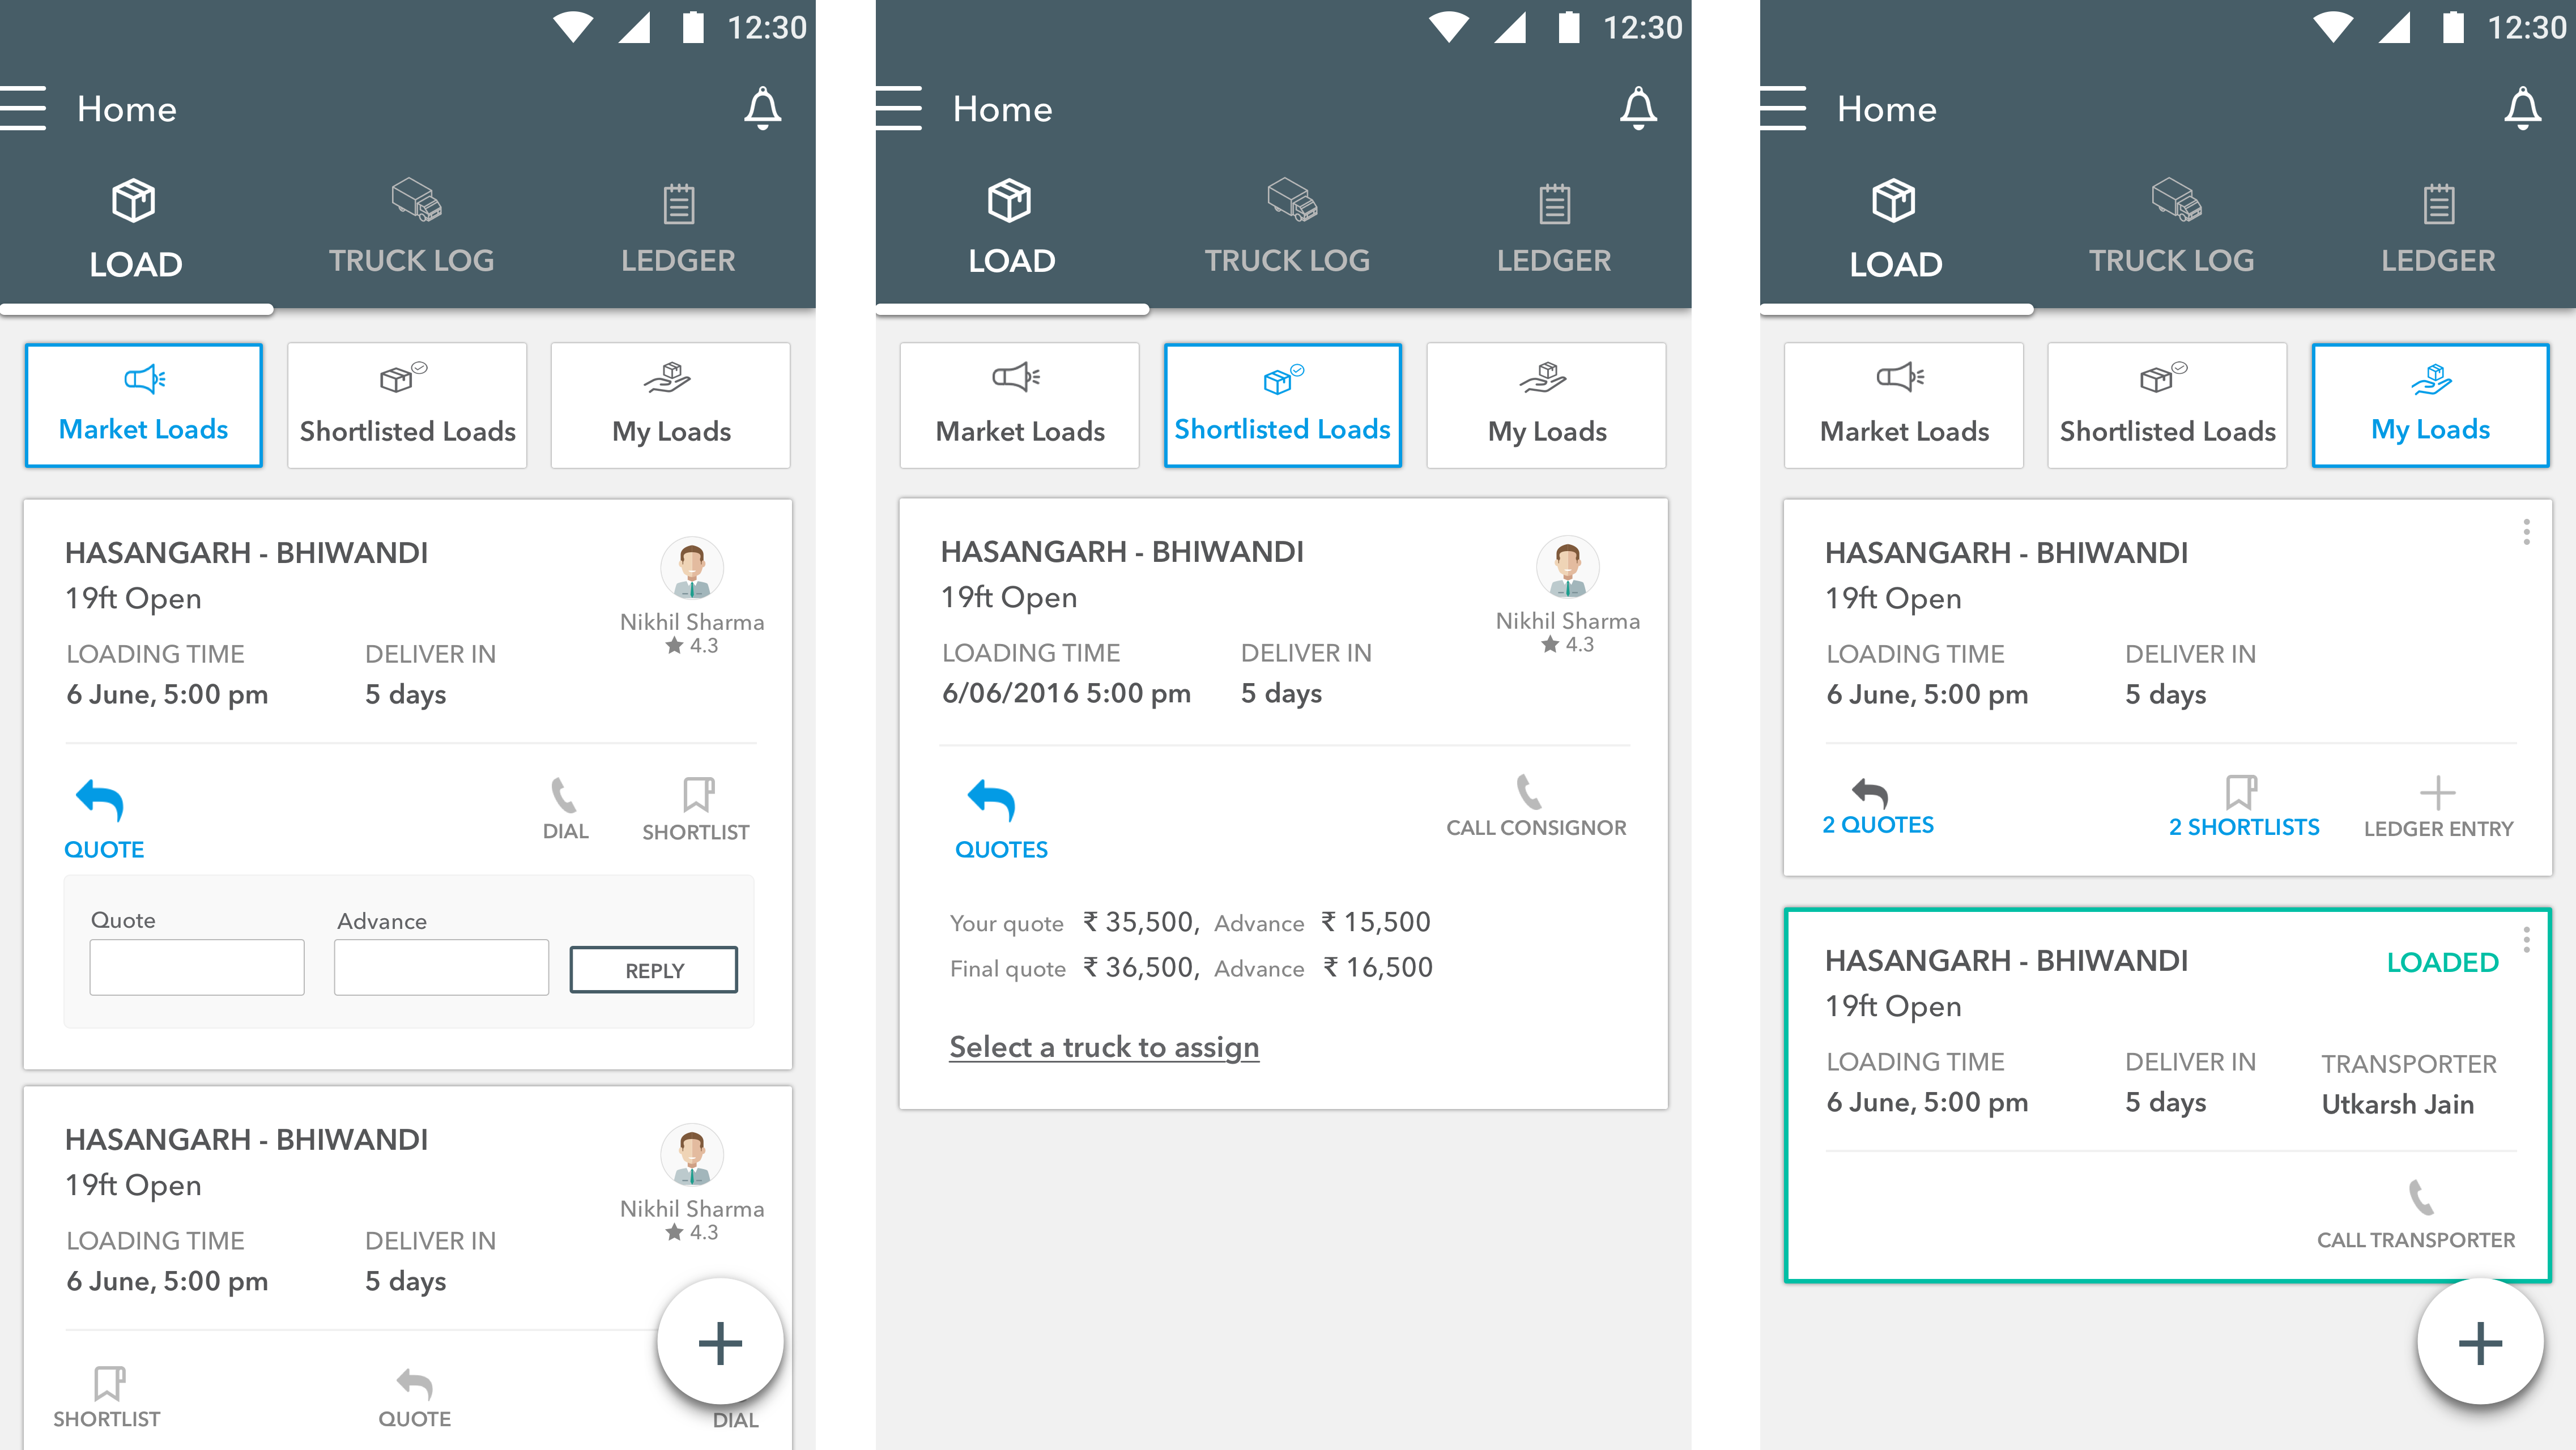 12:30
Home
LOAD
TRUCK LOG
LEDGER
Market Loads
Shortlisted Loads
My Loads
HASANGARH - BHIWANDI
19ft Open
Nikhil Sharma
4.3
LOADING TIME
DELIVER IN
6 June, 5:00 pm
5 days
QUOTE
DIAL
SHORTLIST
Quote
Advance
REPLY
HASANGARH - BHIWANDI
19ft Open
Nikhil Sharma
4.3
LOADING TIME
DELIVER IN
6 June, 5:00 pm
5 days
SHORTLIST
QUOTE
DIAL
12:30
Home
LOAD
TRUCK LOG
LEDGER
Market Loads
Shortlisted Loads
My Loads
HASANGARH - BHIWANDI
19ft Open
Nikhil Sharma
4.3
LOADING TIME
DELIVER IN
6/06/2016 5:00 pm
5 days
QUOTES
CALL CONSIGNOR
Your quote ₹ 35,500, Advance ₹ 15,500
Final quote ₹ 36,500, Advance ₹ 16,500
Select a truck to assign
12:30
Home
LOAD
TRUCK LOG
LEDGER
Market Loads
Shortlisted Loads
My Loads
HASANGARH - BHIWANDI
19ft Open
LOADING TIME
DELIVER IN
6 June, 5:00 pm
5 days
2 QUOTES
2 SHORTLISTS
LEDGER ENTRY
HASANGARH - BHIWANDI
LOADED
19ft Open
LOADING TIME
DELIVER IN
TRANSPORTER
6 June, 5:00 pm
5 days
Utkarsh Jain
CALL TRANSPORTER